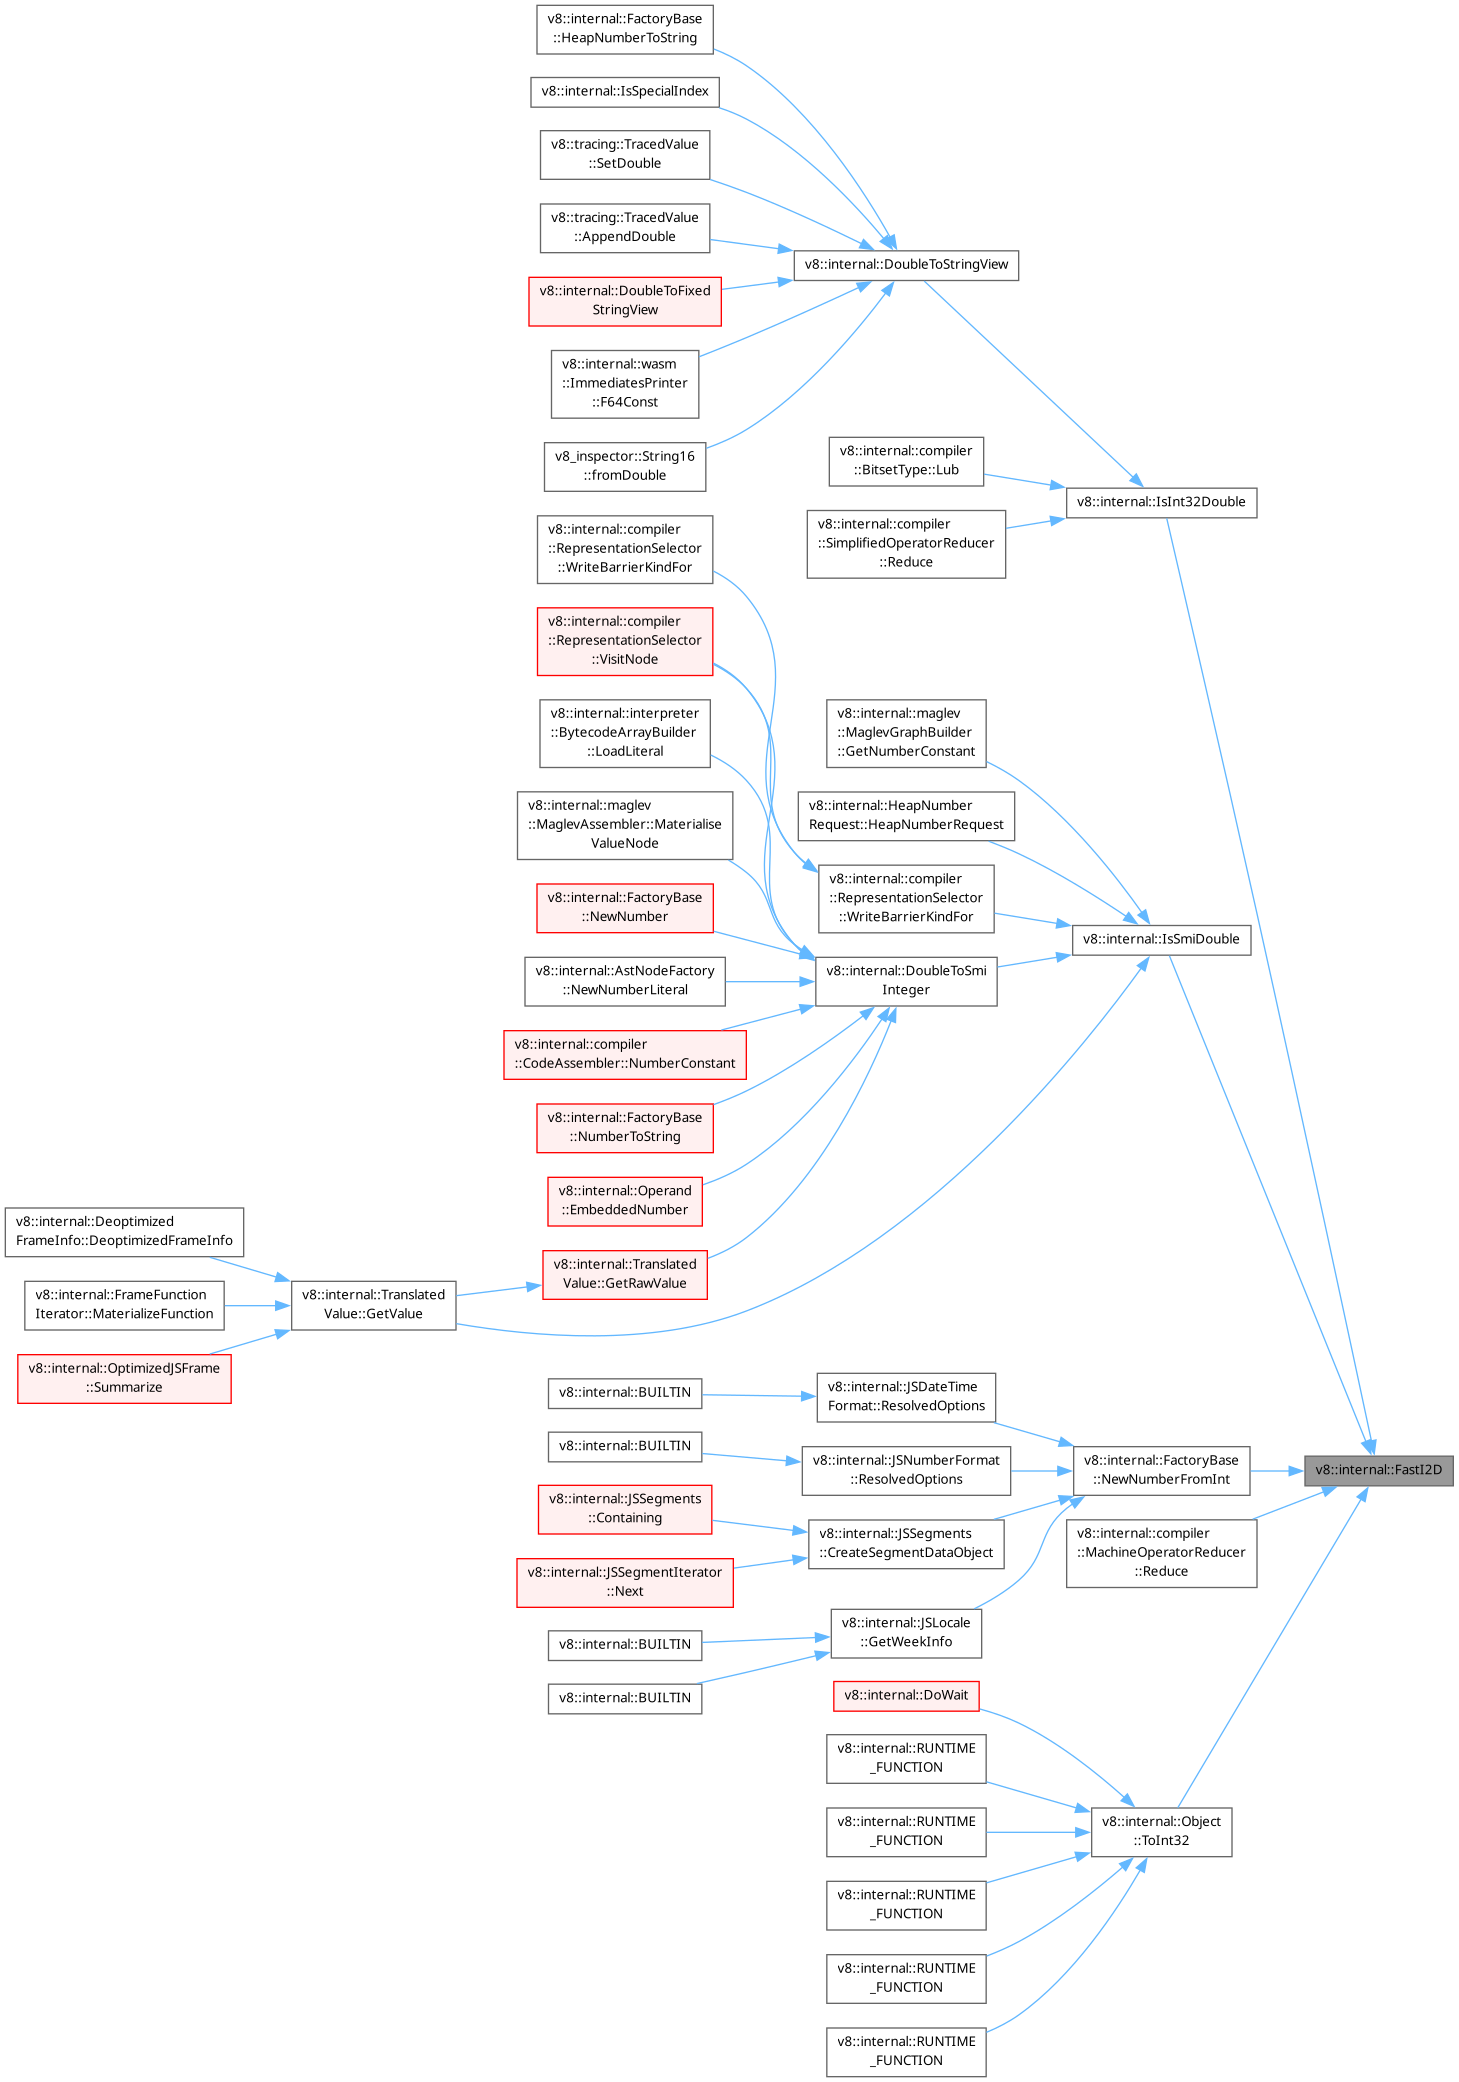 v8::internal::FactoryBase
::HeapNumberToString
v8::internal::IsSpecialIndex
v8::tracing::TracedValue
::SetDouble
v8::tracing::TracedValue
::AppendDouble
v8::internal::DoubleToStringView
v8::internal::DoubleToFixed
StringView
v8::internal::wasm
::ImmediatesPrinter
::F64Const
v8_inspector::String16
::fromDouble
v8::internal::compiler
::BitsetType::Lub
v8::internal::IsInt32Double
v8::internal::compiler
::SimplifiedOperatorReducer
::Reduce
v8::internal::compiler
::RepresentationSelector
::WriteBarrierKindFor
v8::internal::compiler
::RepresentationSelector
::VisitNode
v8::internal::interpreter
::BytecodeArrayBuilder
::LoadLiteral
v8::internal::maglev
::MaglevGraphBuilder
::GetNumberConstant
v8::internal::maglev
::MaglevAssembler::Materialise
ValueNode
v8::internal::HeapNumber
Request::HeapNumberRequest
v8::internal::FactoryBase
::NewNumber
v8::internal::compiler
::RepresentationSelector
::WriteBarrierKindFor
v8::internal::IsSmiDouble
v8::internal::AstNodeFactory
::NewNumberLiteral
v8::internal::DoubleToSmi
Integer
v8::internal::compiler
::CodeAssembler::NumberConstant
v8::internal::FactoryBase
::NumberToString
v8::internal::Operand
::EmbeddedNumber
v8::internal::Deoptimized
FrameInfo::DeoptimizedFrameInfo
v8::internal::Translated
Value::GetRawValue
v8::internal::FrameFunction
Iterator::MaterializeFunction
v8::internal::Translated
Value::GetValue
v8::internal::OptimizedJSFrame
::Summarize
v8::internal::BUILTIN
v8::internal::JSDateTime
Format::ResolvedOptions
v8::internal::BUILTIN
v8::internal::JSNumberFormat
::ResolvedOptions
v8::internal::FactoryBase
::NewNumberFromInt
v8::internal::FastI2D
v8::internal::JSSegments
::Containing
v8::internal::JSSegments
::CreateSegmentDataObject
v8::internal::compiler
::MachineOperatorReducer
::Reduce
v8::internal::JSSegmentIterator
::Next
v8::internal::BUILTIN
v8::internal::JSLocale
::GetWeekInfo
v8::internal::BUILTIN
v8::internal::DoWait
v8::internal::RUNTIME
_FUNCTION
v8::internal::RUNTIME
_FUNCTION
v8::internal::Object
::ToInt32
v8::internal::RUNTIME
_FUNCTION
v8::internal::RUNTIME
_FUNCTION
v8::internal::RUNTIME
_FUNCTION